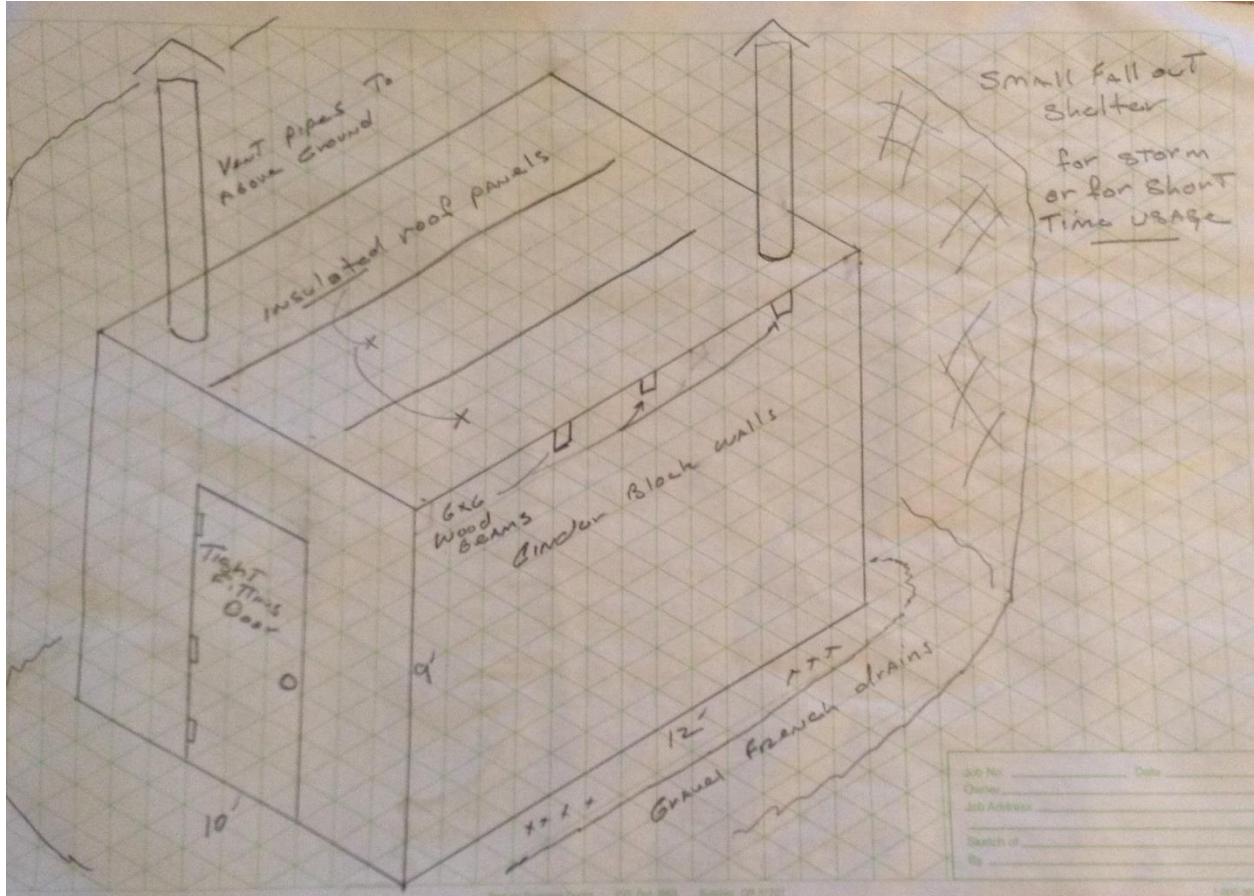 Small Fall out
Shelter
for storm
or for short
Time usage
Vent pipes To
Above Ground
insulated roof panels
6x6
Wood
Beams
Cinder Block walls
Tight
Fitting
Door
9'
12'
10'
Gravel french drains
Job No. Date
Owner
Job Address
Sketch of
By